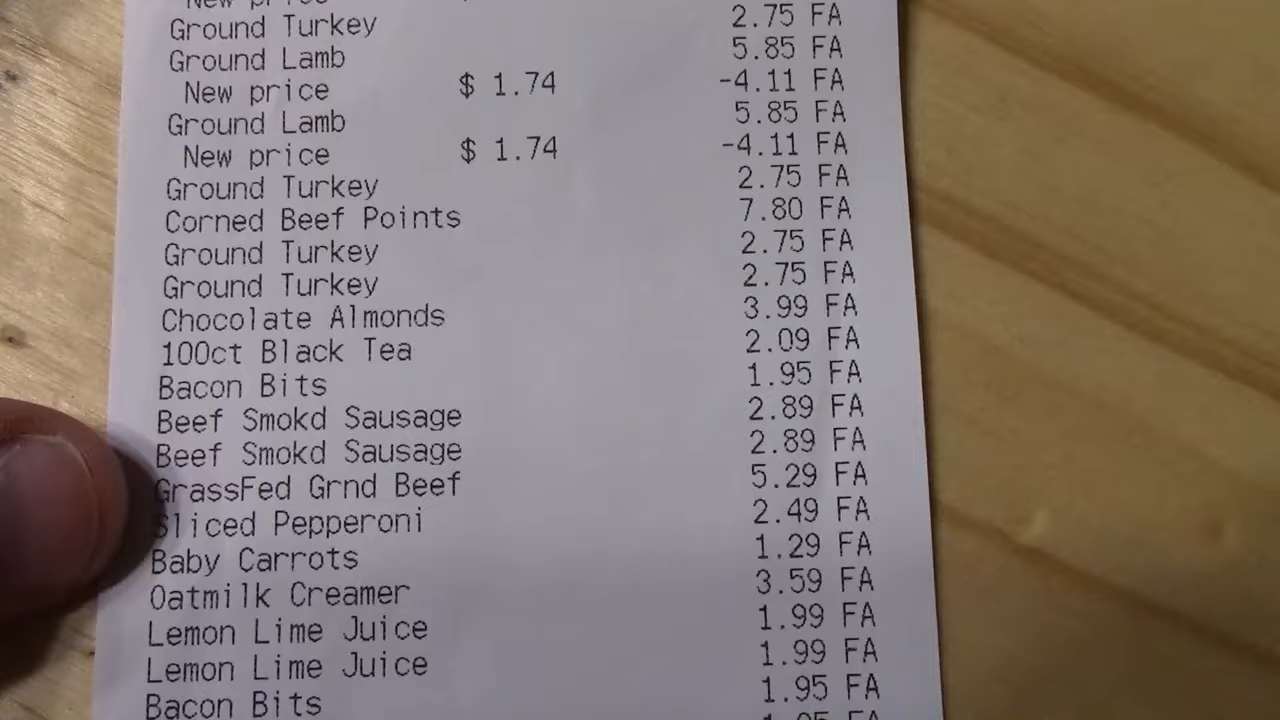 New price
Ground Turkey 2.75 FA
Ground Lamb 5.85 FA
New price $ 1.74 -4.11 FA
Ground Lamb 5.85 FA
New price $ 1.74 -4.11 FA
Ground Turkey 2.75 FA
Corned Beef Points 7.80 FA
Ground Turkey 2.75 FA
Ground Turkey 2.75 FA
Chocolate Almonds 3.99 FA
100ct Black Tea 2.09 FA
Bacon Bits 1.95 FA
Beef Smokd Sausage 2.89 FA
Beef Smokd Sausage 2.89 FA
GrassFed Grnd Beef 5.29 FA
Sliced Pepperoni 2.49 FA
Baby Carrots 1.29 FA
Oatmilk Creamer 3.59 FA
Lemon Lime Juice 1.99 FA
Lemon Lime Juice 1.99 FA
Bacon Bits 1.95 FA